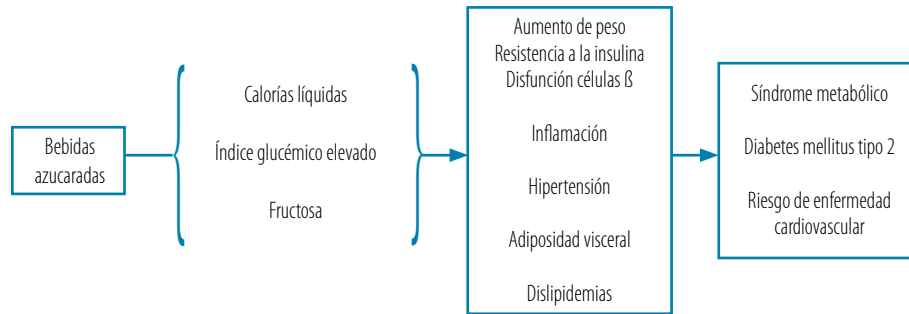 Bebidas
azucaradas
Calorías líquidas
Índice glucémico elevado
Fructosa
Aumento de peso
Resistencia a la insulina
Disfunción células ß
Inflamación
Hipertensión
Adiposidad visceral
Dislipidemias
Síndrome metabólico
Diabetes mellitus tipo 2
Riesgo de enfermedad
cardiovascular